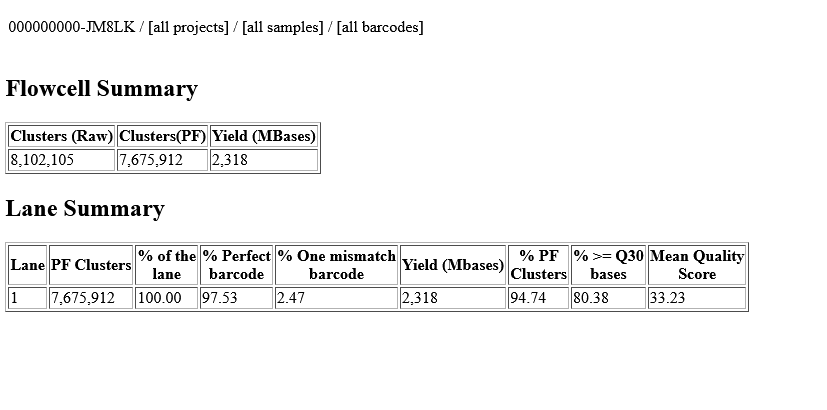 000000000-JM8LK / [all projects] / [all samples] / [all barcodes]
Flowcell Summary
Clusters (Raw) Clusters(PF) Yield (MBases)
8,102,105 7,675,912 2,318
Lane Summary
Lane PF Clusters % of the lane % Perfect barcode % One mismatch barcode Yield (Mbases) % PF Clusters % >= Q30 bases Mean Quality Score
1 7,675,912 100.00 97.53 2.47 2,318 94.74 80.38 33.23